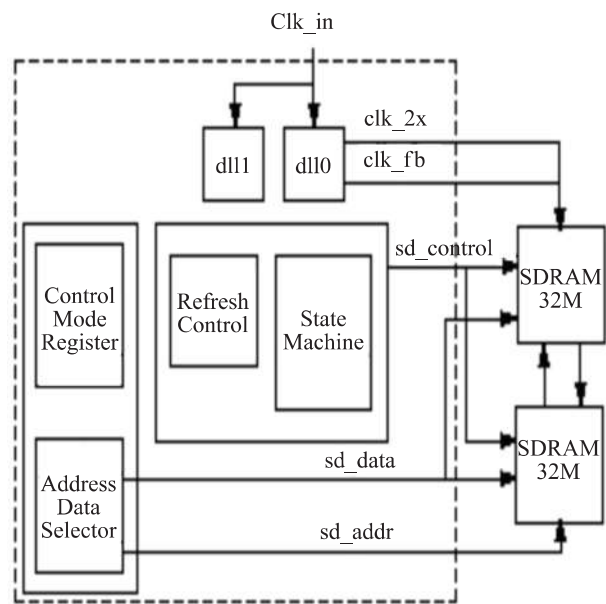 Clk_in
clk_2x
dll1
dll0
clk_fb
sd_control
Control
Mode
Register
Refresh
Control
State
Machine
SDRAM
32M
sd_data
SDRAM
32M
Address
Data
Selector
sd_addr